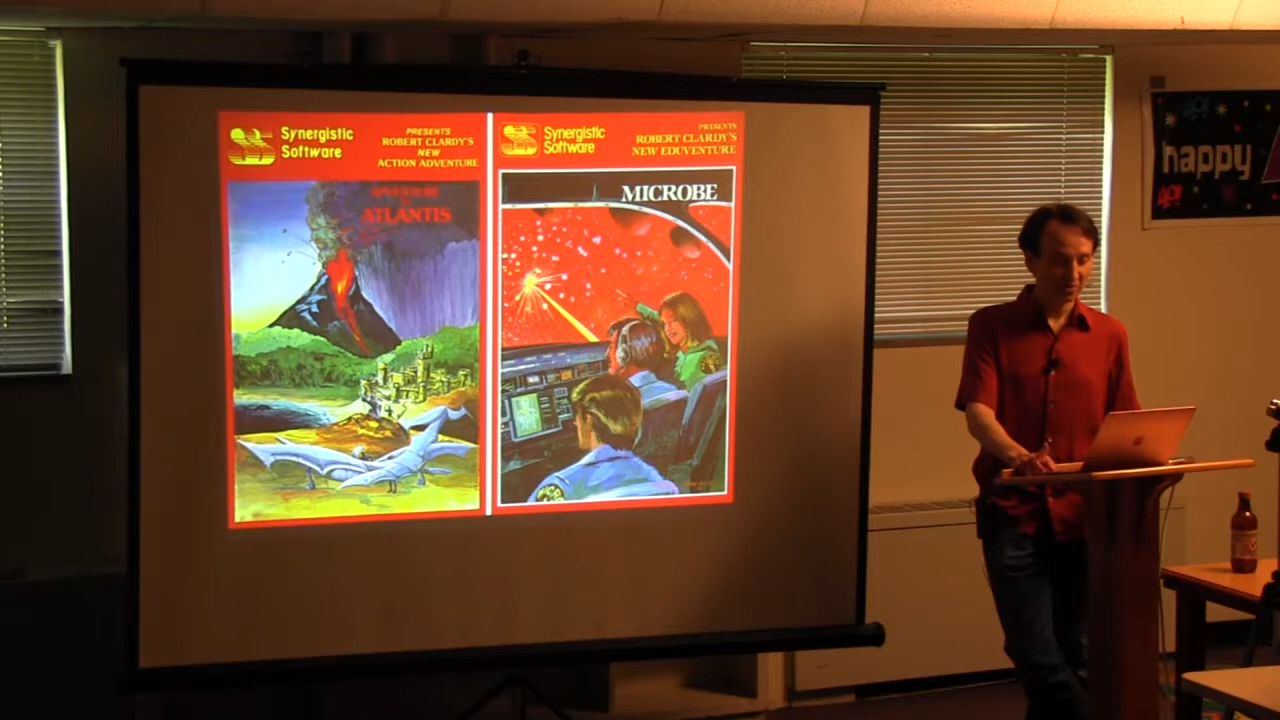 Synergistic
Software
PRESENTS
ROBERT CLARDY'S
NEW
ACTION ADVENTURE
ATLANTIS
Synergistic
Software
PRESENTS
ROBERT CLARDY'S
NEW EDUVENTURE
MICROBE
happy